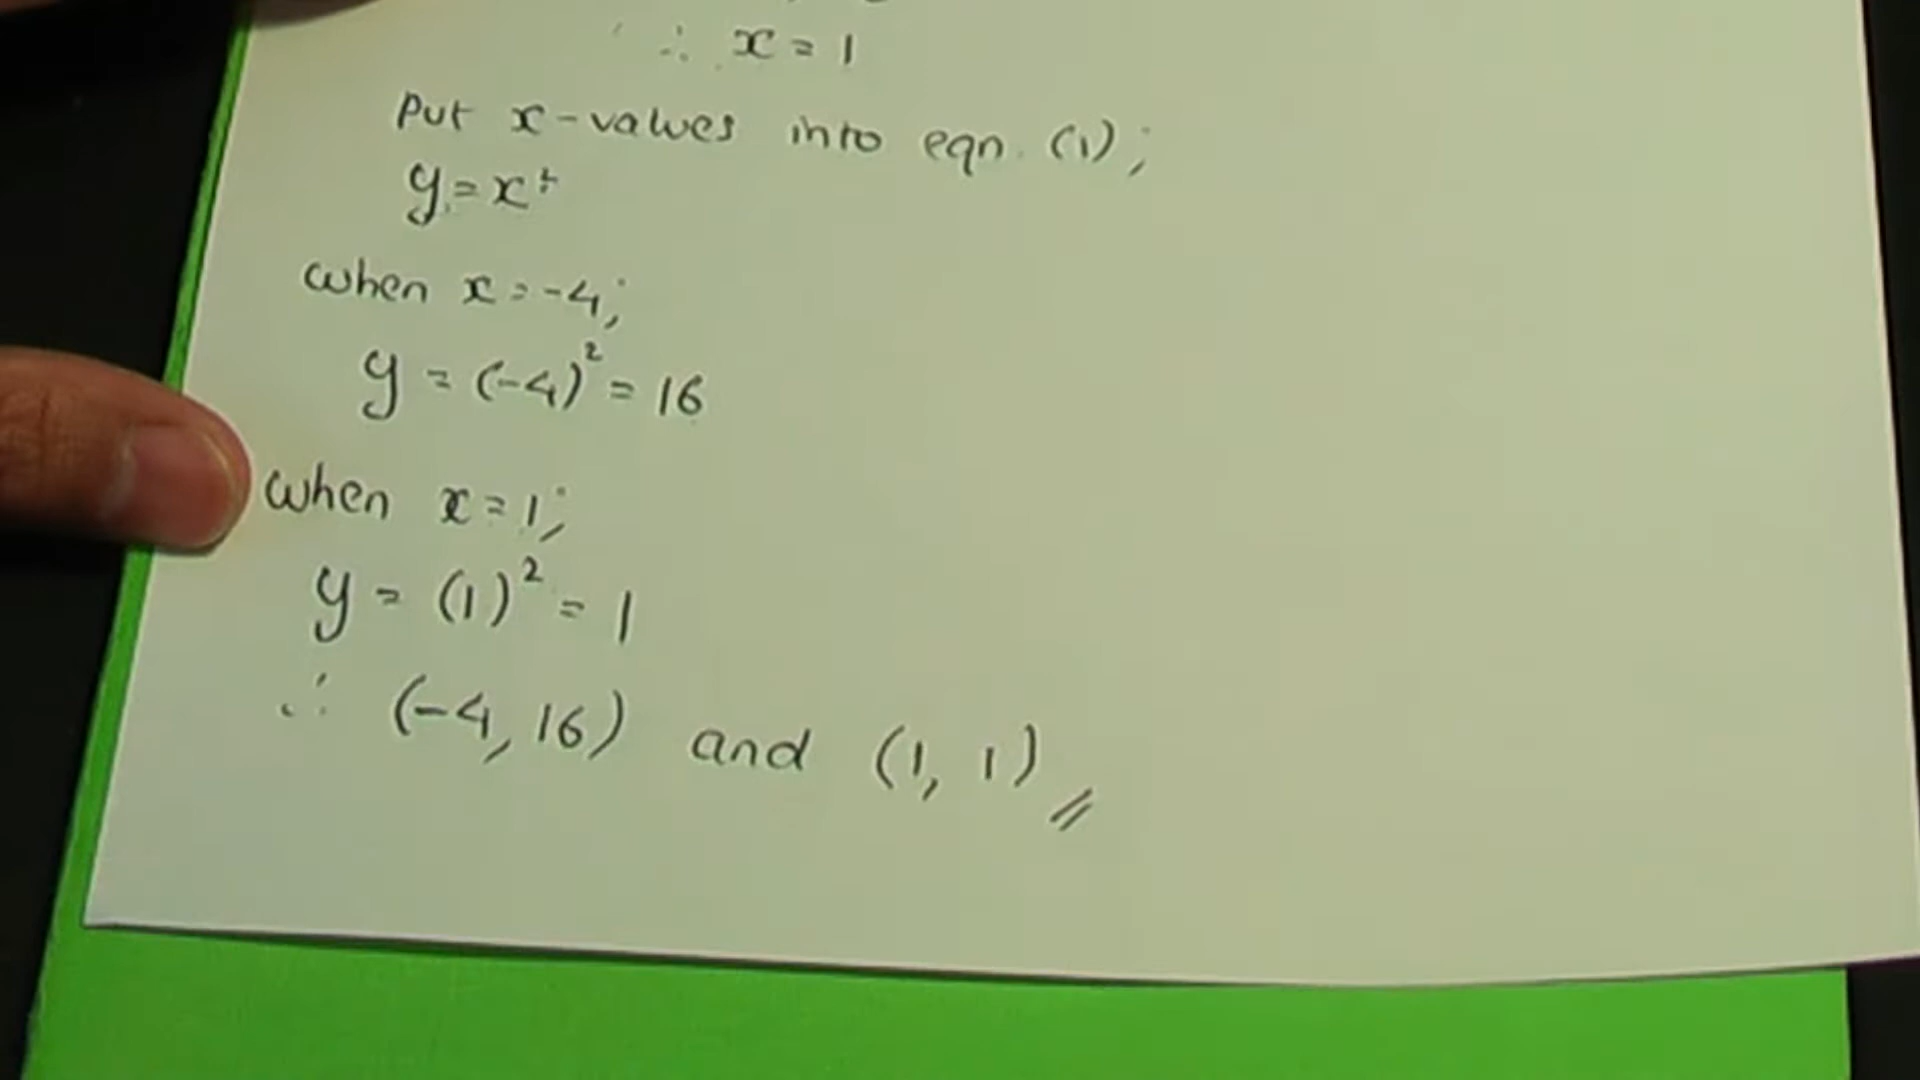 ∴ x = 1
Put x-values into eqn. (1);
y = x²
when x = -4;
y = (-4)² = 16
when x = 1;
y = (1)² = 1
∴ (-4, 16) and (1, 1)